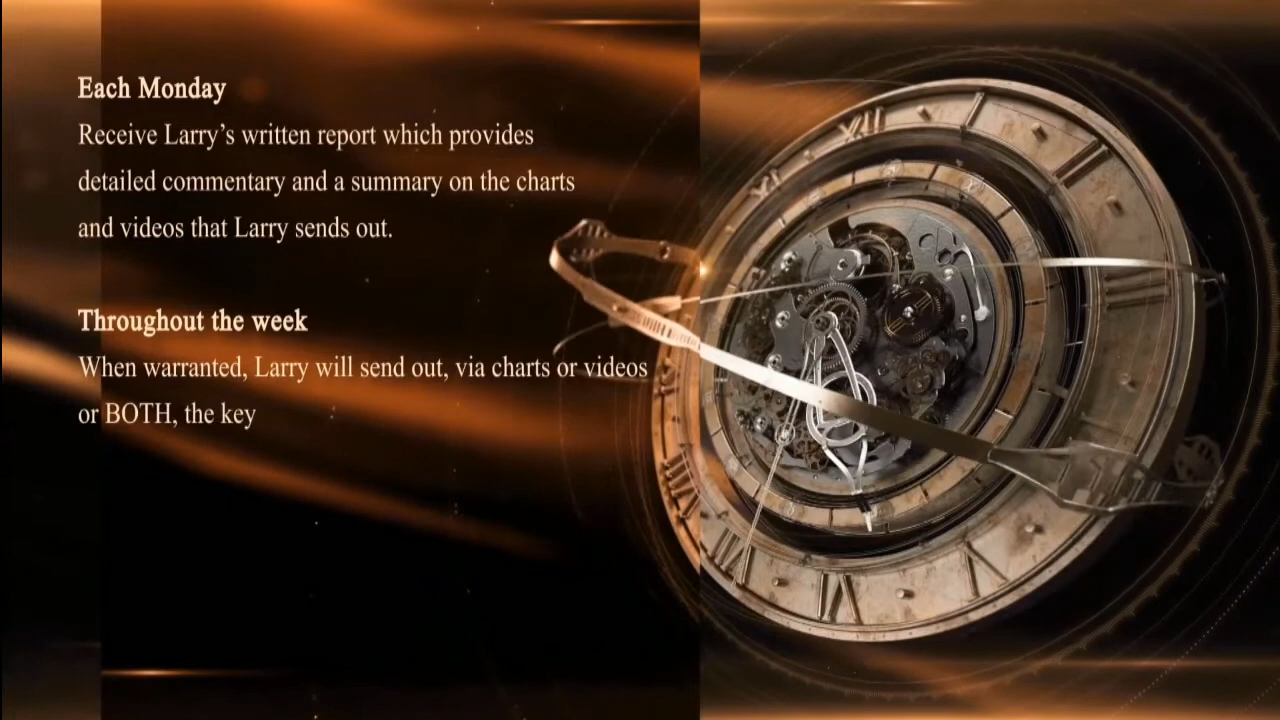 Each Monday
Receive Larry’s written report which provides
detailed commentary and a summary on the charts
and videos that Larry sends out.
Throughout the week
When warranted, Larry will send out, via charts or videos
or BOTH, the key